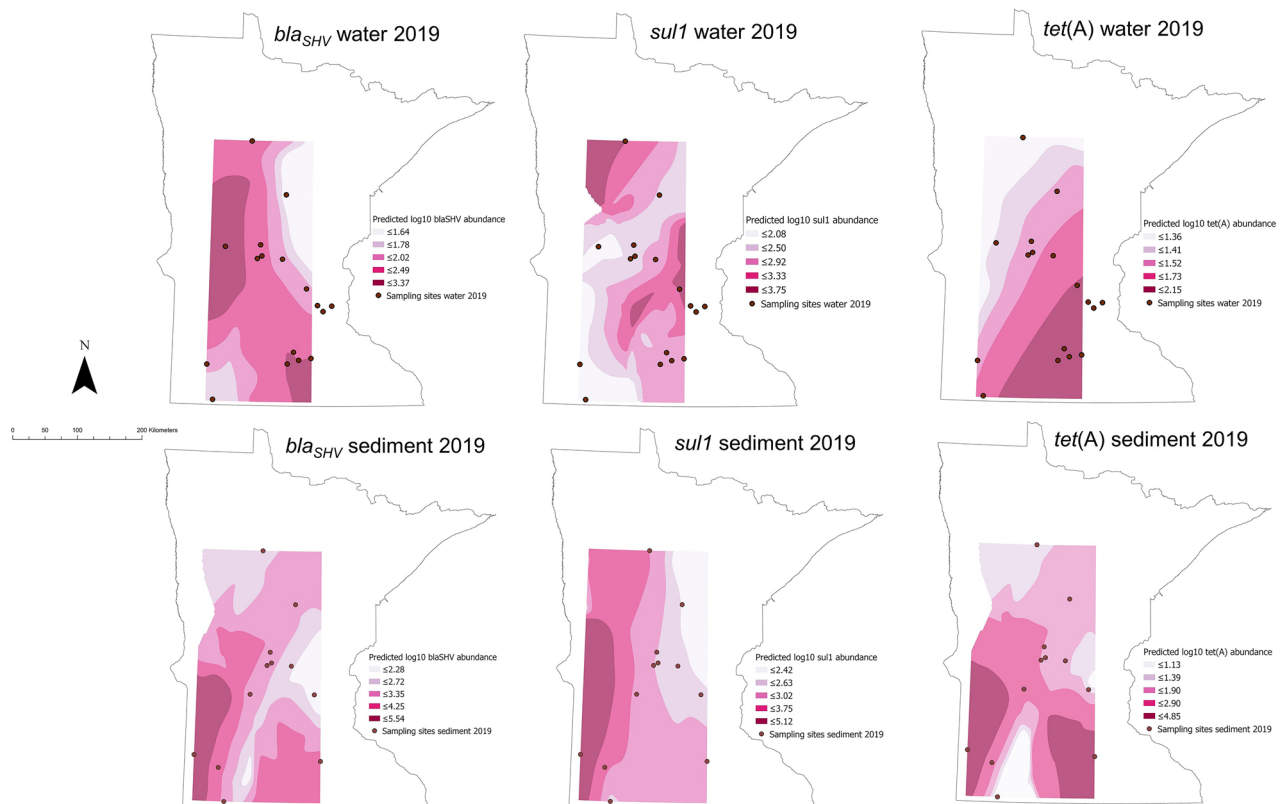 bla_SHV water 2019
sul1 water 2019
tet(A) water 2019
Predicted log10 blaSHV abundance
≤1.64
≤1.78
≤2.02
≤2.49
≤3.37
Sampling sites water 2019
Predicted log10 sul1 abundance
≤2.08
≤2.50
≤2.92
≤3.33
≤3.75
Sampling sites water 2019
Predicted log10 tet(A) abundance
≤1.36
≤1.41
≤1.52
≤1.73
≤2.15
Sampling sites water 2019
N
0 50 100 200 Kilometers
bla_SHV sediment 2019
sul1 sediment 2019
tet(A) sediment 2019
Predicted log10 blaSHV abundance
≤2.28
≤2.72
≤3.35
≤4.25
≤5.54
Sampling sites sediment 2019
Predicted log10 sul1 abundance
≤2.42
≤2.63
≤3.02
≤3.75
≤5.12
Sampling sites sediment 2019
Predicted log10 tet(A) abundance
≤1.13
≤1.39
≤1.90
≤2.90
≤4.85
Sampling sites sediment 2019